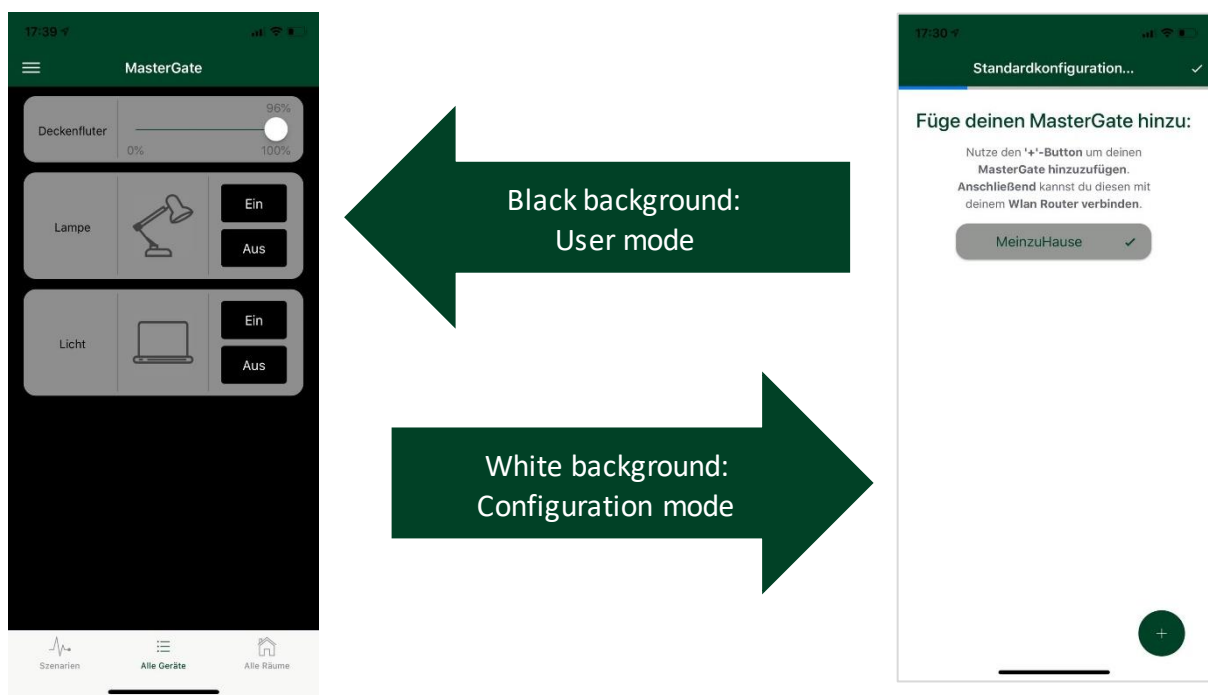 17:39
MasterGate
Deckenfluter
96%
0%
100%
Lampe
Ein
Aus
Licht
Ein
Aus
Szenarien
Alle Geräte
Alle Räume
Black background:
User mode
White background:
Configuration mode
17:30
Standardkonfiguration...
Füge deinen MasterGate hinzu:
Nutze den '+'-Button um deinen
MasterGate hinzuzufügen.
Anschließend kannst du diesen mit
deinem Wlan Router verbinden.
MeinzuHause
+